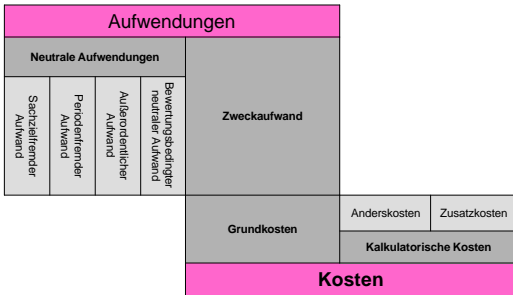 Aufwendungen
Neutrale Aufwendungen
Sachzielfremder
Aufwand
Periodenfremder
Aufwand
Außerordentlicher
Aufwand
Bewertungsbedingter
neutraler Aufwand
Zweckaufwand
Grundkosten
Anderskosten
Zusatzkosten
Kalkulatorische Kosten
Kosten